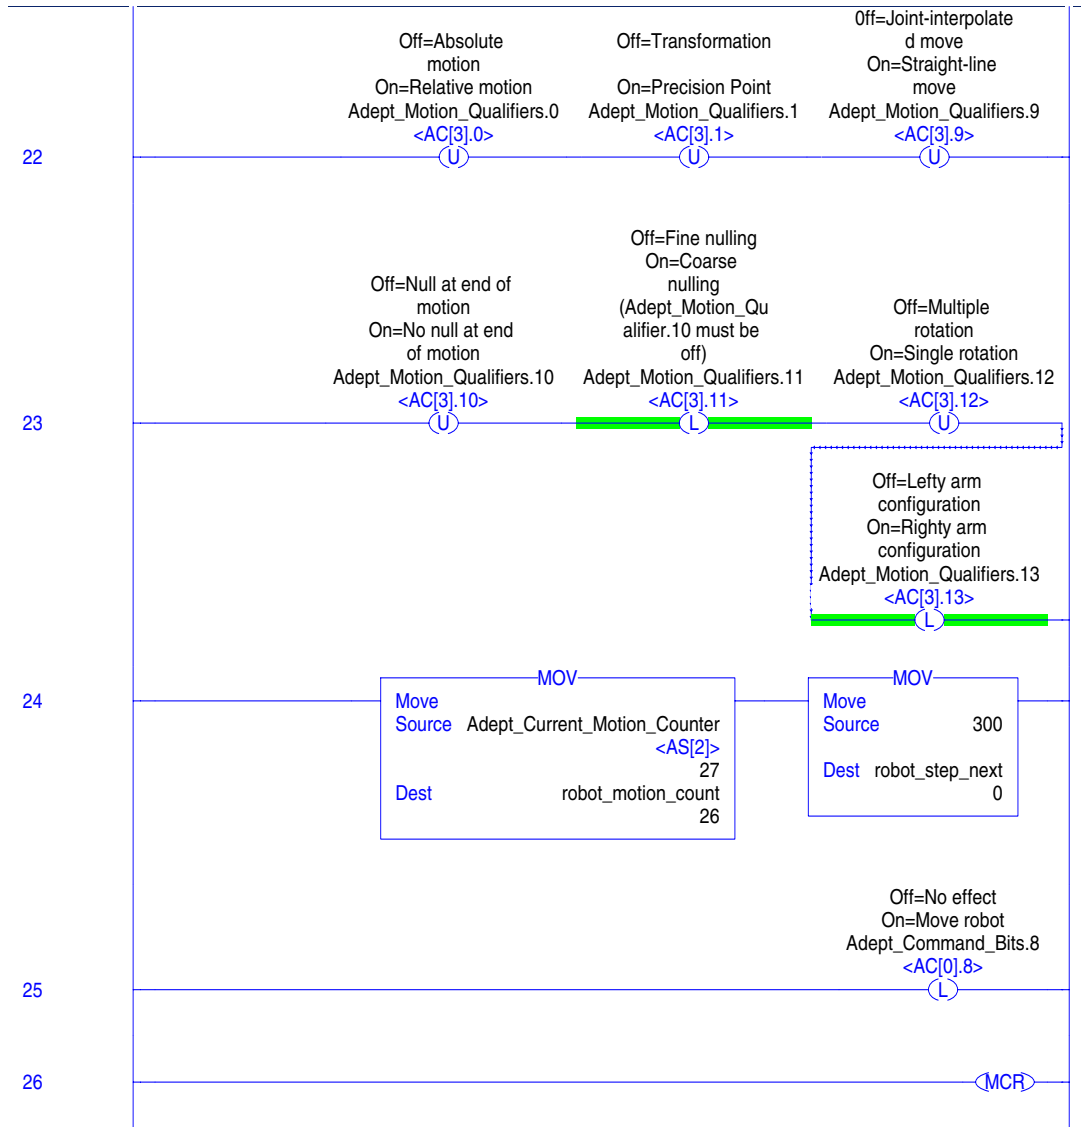 Off=Absolute
motion
On=Relative motion
Adept_Motion_Qualifiers.0
<AC[3].0>
U
Off=Transformation
On=Precision Point
Adept_Motion_Qualifiers.1
<AC[3].1>
U
0ff=Joint-interpolate
d move
On=Straight-line
move
Adept_Motion_Qualifiers.9
<AC[3].9>
U
22
Off=Null at end of
motion
On=No null at end
of motion
Adept_Motion_Qualifiers.10
<AC[3].10>
U
Off=Fine nulling
On=Coarse
nulling
(Adept_Motion_Qu
alifier.10 must be
off)
Adept_Motion_Qualifiers.11
<AC[3].11>
L
Off=Multiple
rotation
On=Single rotation
Adept_Motion_Qualifiers.12
<AC[3].12>
U
23
Off=Lefty arm
configuration
On=Righty arm
configuration
Adept_Motion_Qualifiers.13
<AC[3].13>
L
24
MOV
Move
Source Adept_Current_Motion_Counter
<AS[2]>
27
Dest robot_motion_count
26
MOV
Move
Source 300
Dest robot_step_next
0
Off=No effect
On=Move robot
Adept_Command_Bits.8
<AC[0].8>
L
25
26
MCR